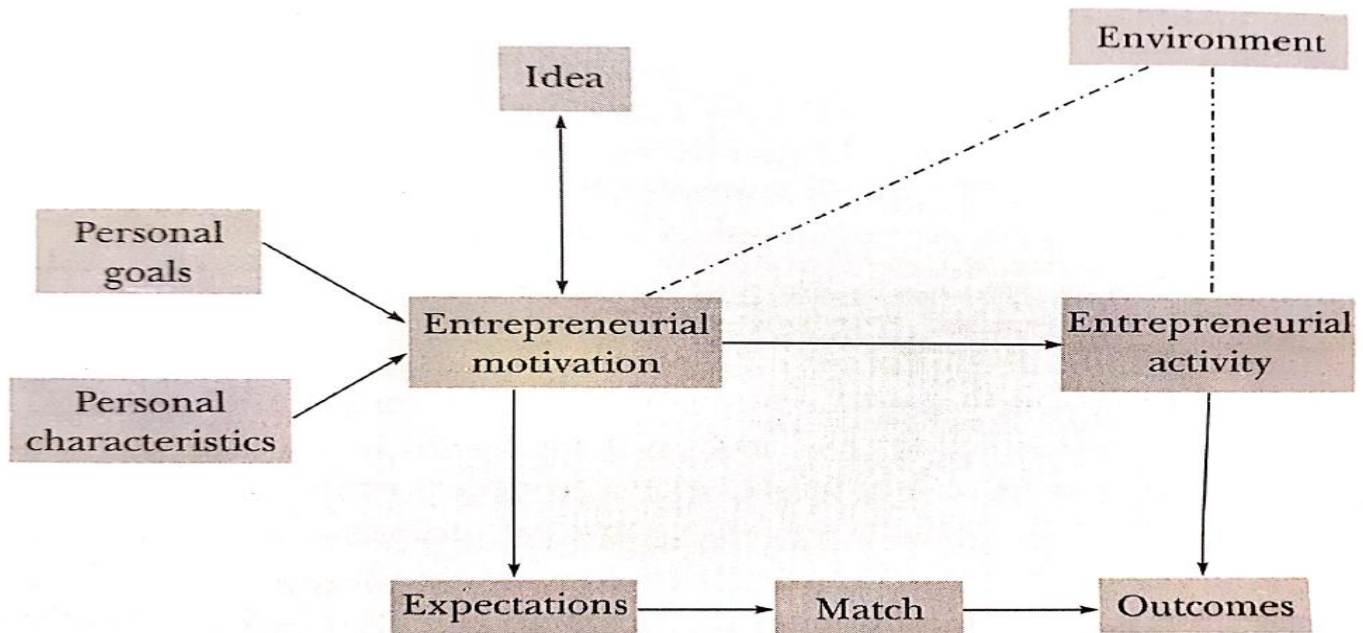 Environment
Idea
Personal
goals
Entrepreneurial
motivation
Entrepreneurial
activity
Personal
characteristics
Expectations
Match
Outcomes